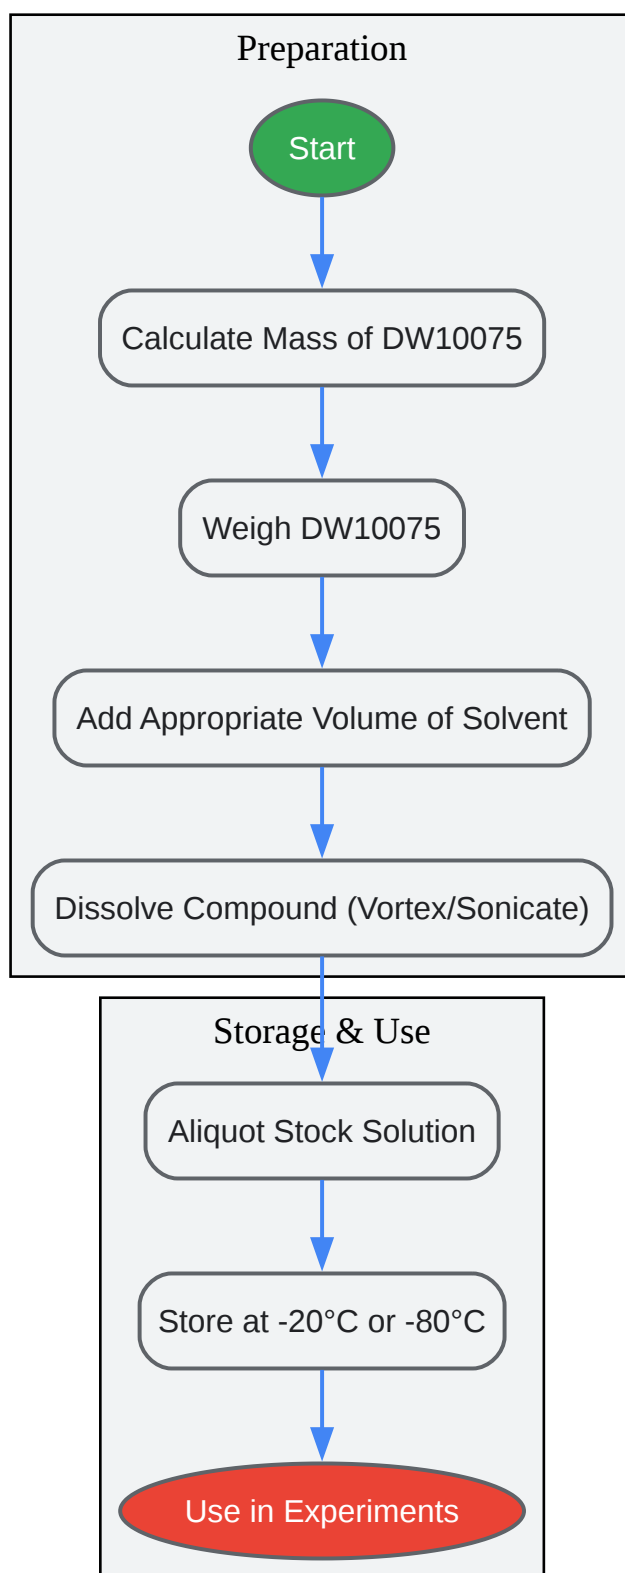 Preparation
Start
Calculate Mass of DW10075
Weigh DW10075
Add Appropriate Volume of Solvent
Dissolve Compound (Vortex/Sonicate)
Storage & Use
Aliquot Stock Solution
Store at -20°C or -80°C
Use in Experiments